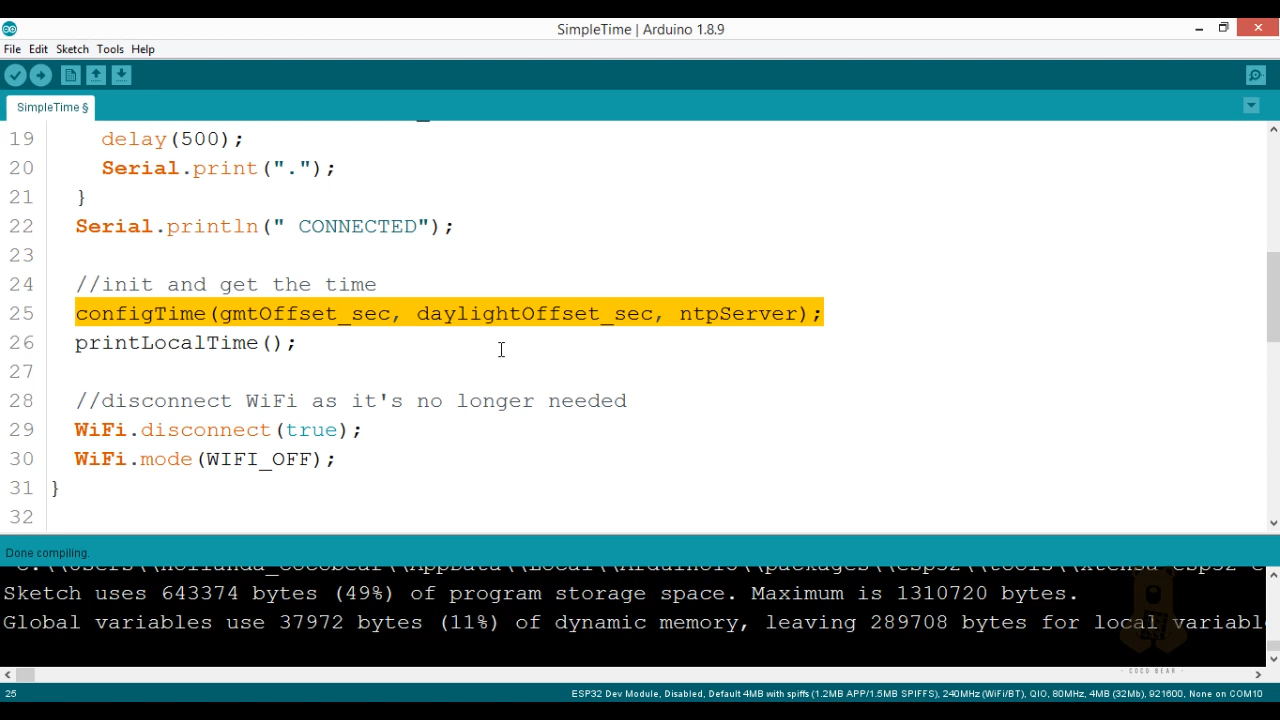 SimpleTime | Arduino 1.8.9
File Edit Sketch Tools Help
SimpleTime §
19 delay(500);
20 Serial.print(".");
21 }
22 Serial.println(" CONNECTED");
23
24 //init and get the time
25 configTime(gmtOffset_sec, daylightOffset_sec, ntpServer);
26 printLocalTime();
27
28 //disconnect WiFi as it's no longer needed
29 WiFi.disconnect(true);
30 WiFi.mode(WIFI_OFF);
31 }
32
Done compiling.
Sketch uses 643374 bytes (49%) of program storage space. Maximum is 1310720 bytes.
Global variables use 37972 bytes (11%) of dynamic memory, leaving 289708 bytes for local variabl
- COCO BEAR -
25 ESP32 Dev Module, Disabled, Default 4MB with spiffs (1.2MB APP/1.5MB SPIFFS), 240MHz (WiFi/BT), QIO, 80MHz, 4MB (32Mb), 921600, None on COM10